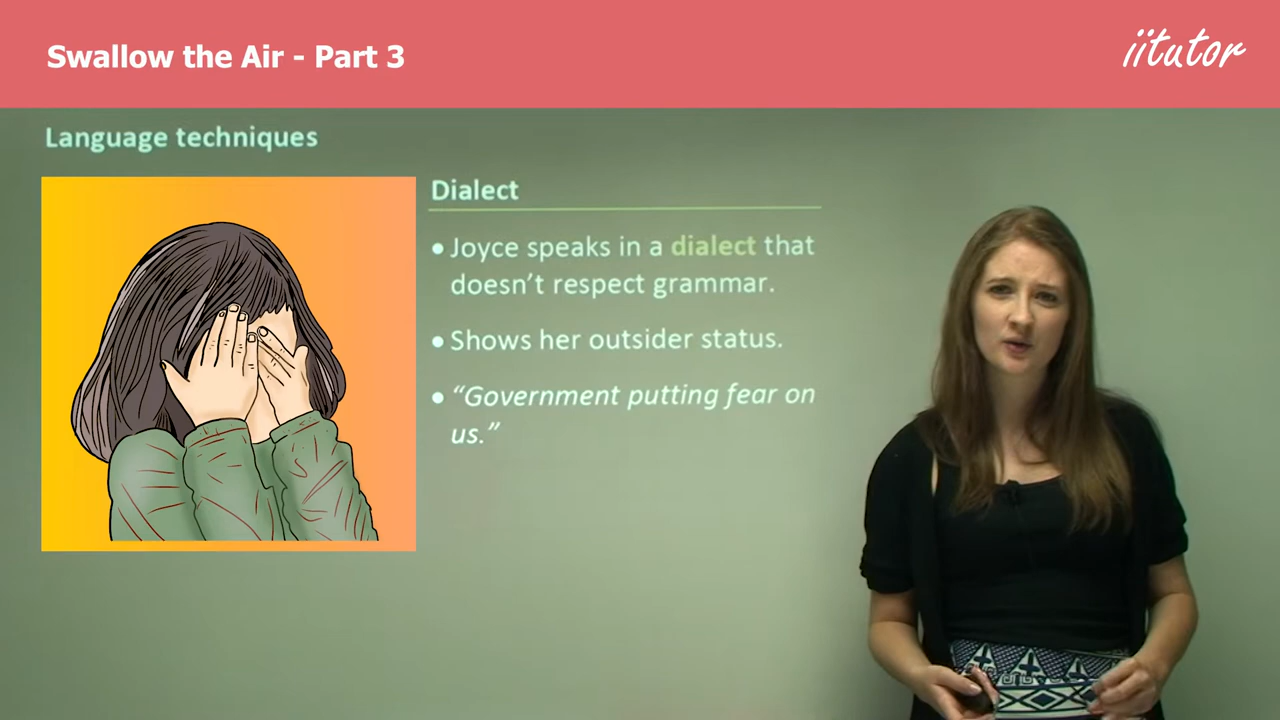 Swallow the Air - Part 3
iitutor
Language techniques
Dialect
• Joyce speaks in a dialect that
doesn’t respect grammar.
• Shows her outsider status.
• “Government putting fear on
us.”